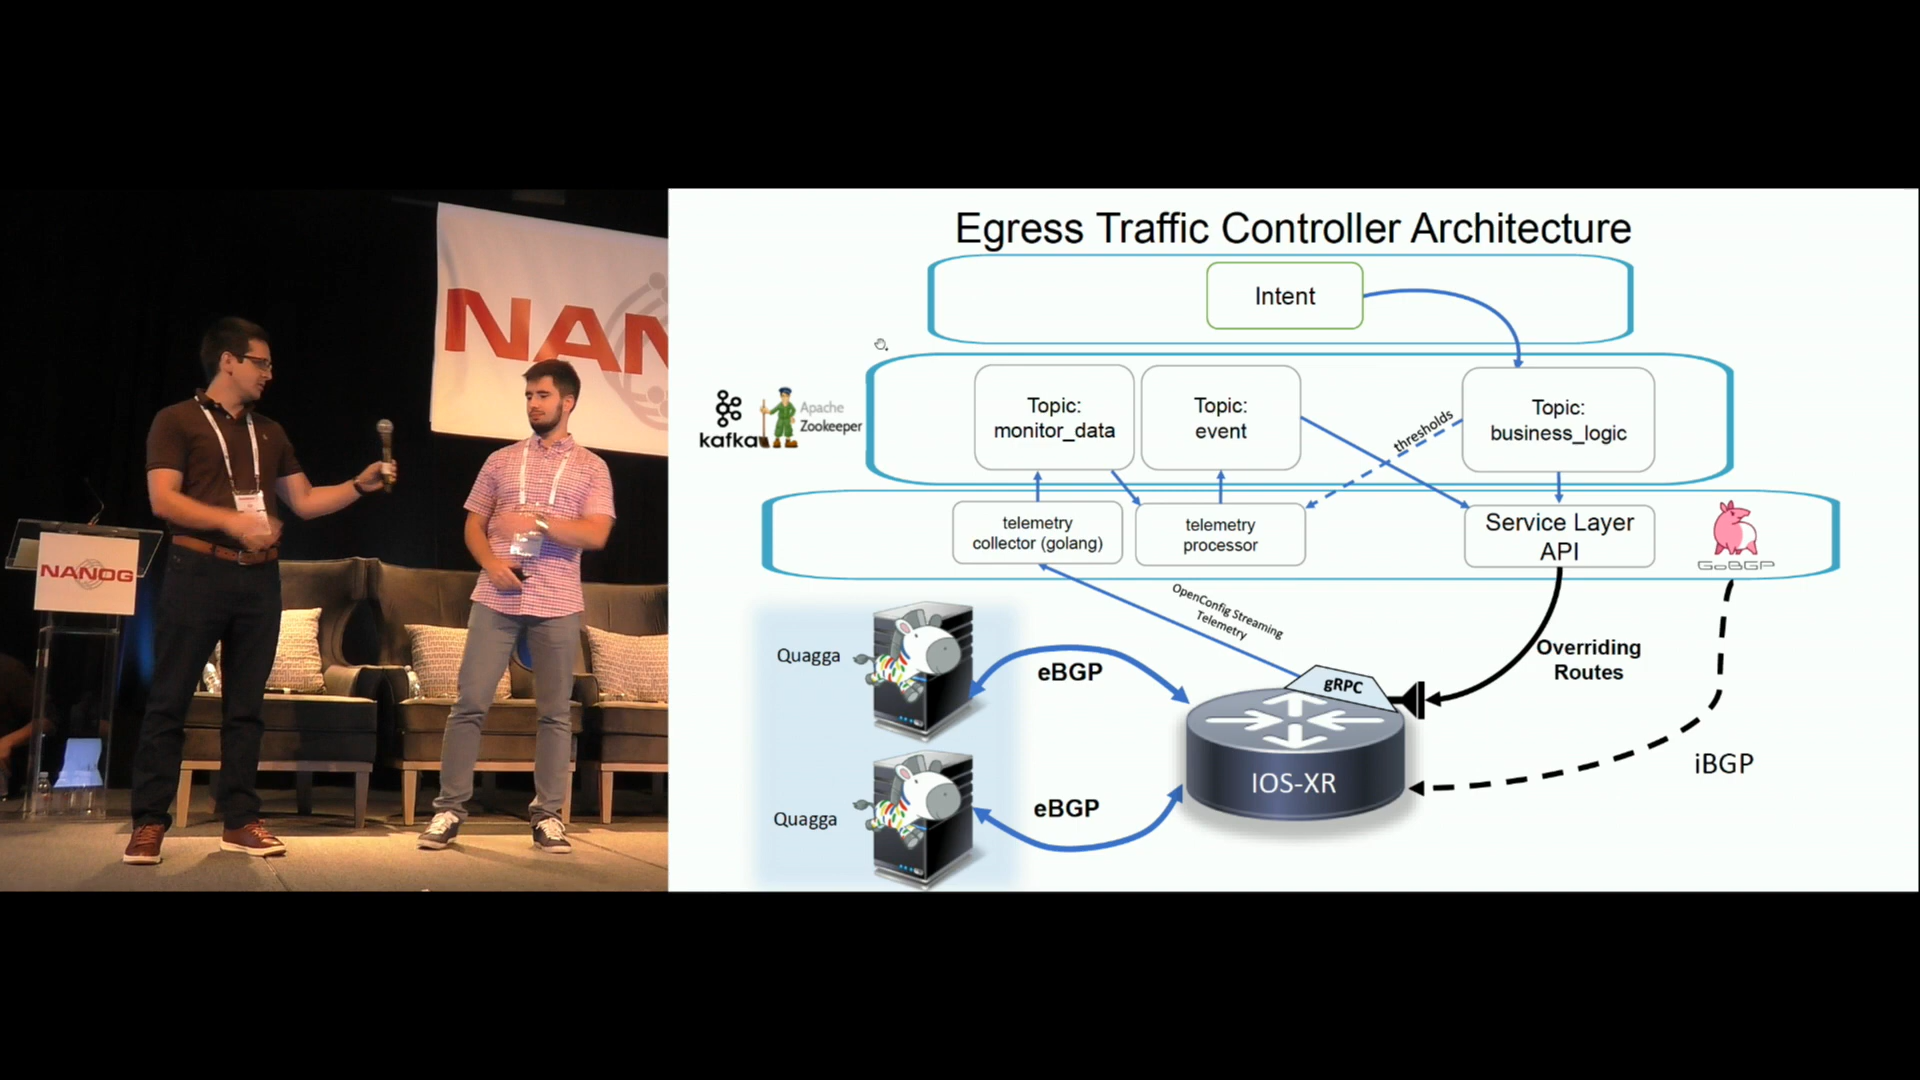 NAN
NANOG
Egress Traffic Controller Architecture
Intent
kafka
Apache
Zookeeper
Topic:
monitor_data
Topic:
event
thresholds
Topic:
business_logic
telemetry
collector (golang)
telemetry
processor
Service Layer
API
GoBGP
OpenConfig Streaming
Telemetry
Overriding
Routes
Quagga
eBGP
gRPC
IOS-XR
iBGP
Quagga
eBGP